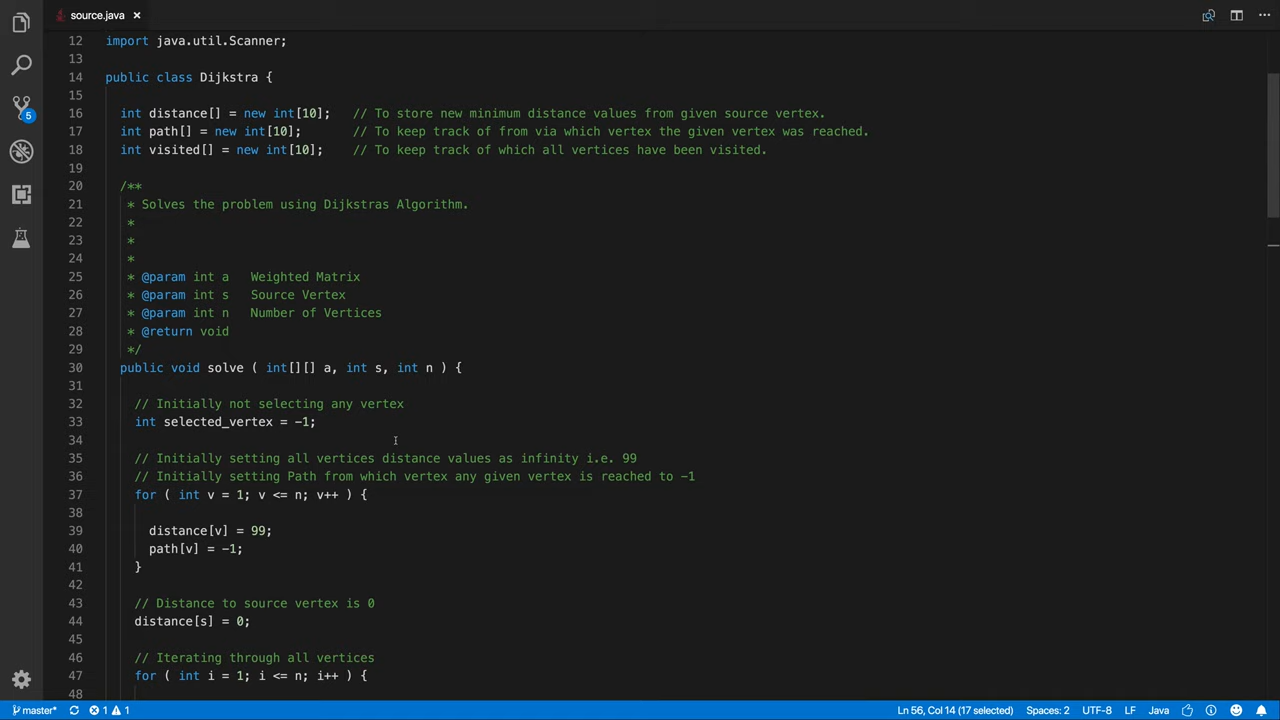 source.java
12 import java.util.Scanner;
13
14 public class Dijkstra {
15
16 int distance[] = new int[10]; // To store new minimum distance values from given source vertex.
17 int path[] = new int[10]; // To keep track of from via which vertex the given vertex was reached.
18 int visited[] = new int[10]; // To keep track of which all vertices have been visited.
19
20 /**
21 * Solves the problem using Dijkstras Algorithm.
22 *
23 *
24 *
25 * @param int a Weighted Matrix
26 * @param int s Source Vertex
27 * @param int n Number of Vertices
28 * @return void
29 */
30 public void solve ( int[][] a, int s, int n ) {
31
32 // Initially not selecting any vertex
33 int selected_vertex = -1;
34
35 // Initially setting all vertices distance values as infinity i.e. 99
36 // Initially setting Path from which vertex any given vertex is reached to -1
37 for ( int v = 1; v <= n; v++ ) {
38
39 distance[v] = 99;
40 path[v] = -1;
41 }
42
43 // Distance to source vertex is 0
44 distance[s] = 0;
45
46 // Iterating through all vertices
47 for ( int i = 1; i <= n; i++ ) {
48
5
master* 1 1 Ln 56, Col 14 (17 selected) Spaces: 2 UTF-8 LF Java